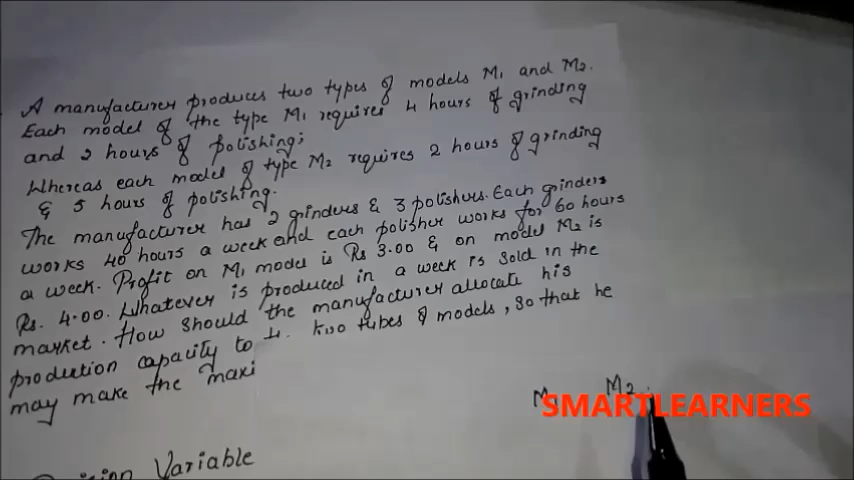 A manufacturer produces two types of models M1 and M2.
Each model of the type M1 requires 4 hours of grinding
and 2 hours of polishing;
Whereas each model of type M2 requires 2 hours of grinding
& 5 hours of polishing.
The manufacturer has 2 grinders & 3 polishers. Each grinders
works 40 hours a week and each polisher works for 60 hours
a week. Profit on M1 model is Rs 3.00 & on model M2 is
Rs. 4.00. Whatever is produced in a week is sold in the
market. How should the manufacturer allocate his
production capacity to two types of models, so that he
may make the maxi
Variable
M M2
SMARTLEARNERS